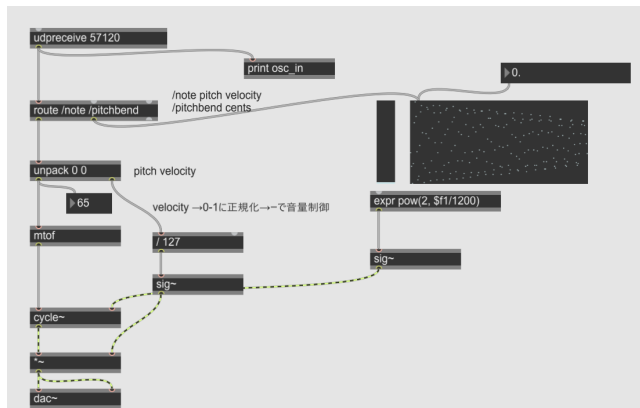 udpreceive 57120
print osc_in
0.
route /note /pitchbend
/note pitch velocity
/pitchbend cents
unpack 0 0
pitch velocity
65
velocity →0-1に正規化→~で音量制御
expr pow(2, $f1/1200)
mtof
/ 127
sig~
sig~
cycle~
*~
dac~